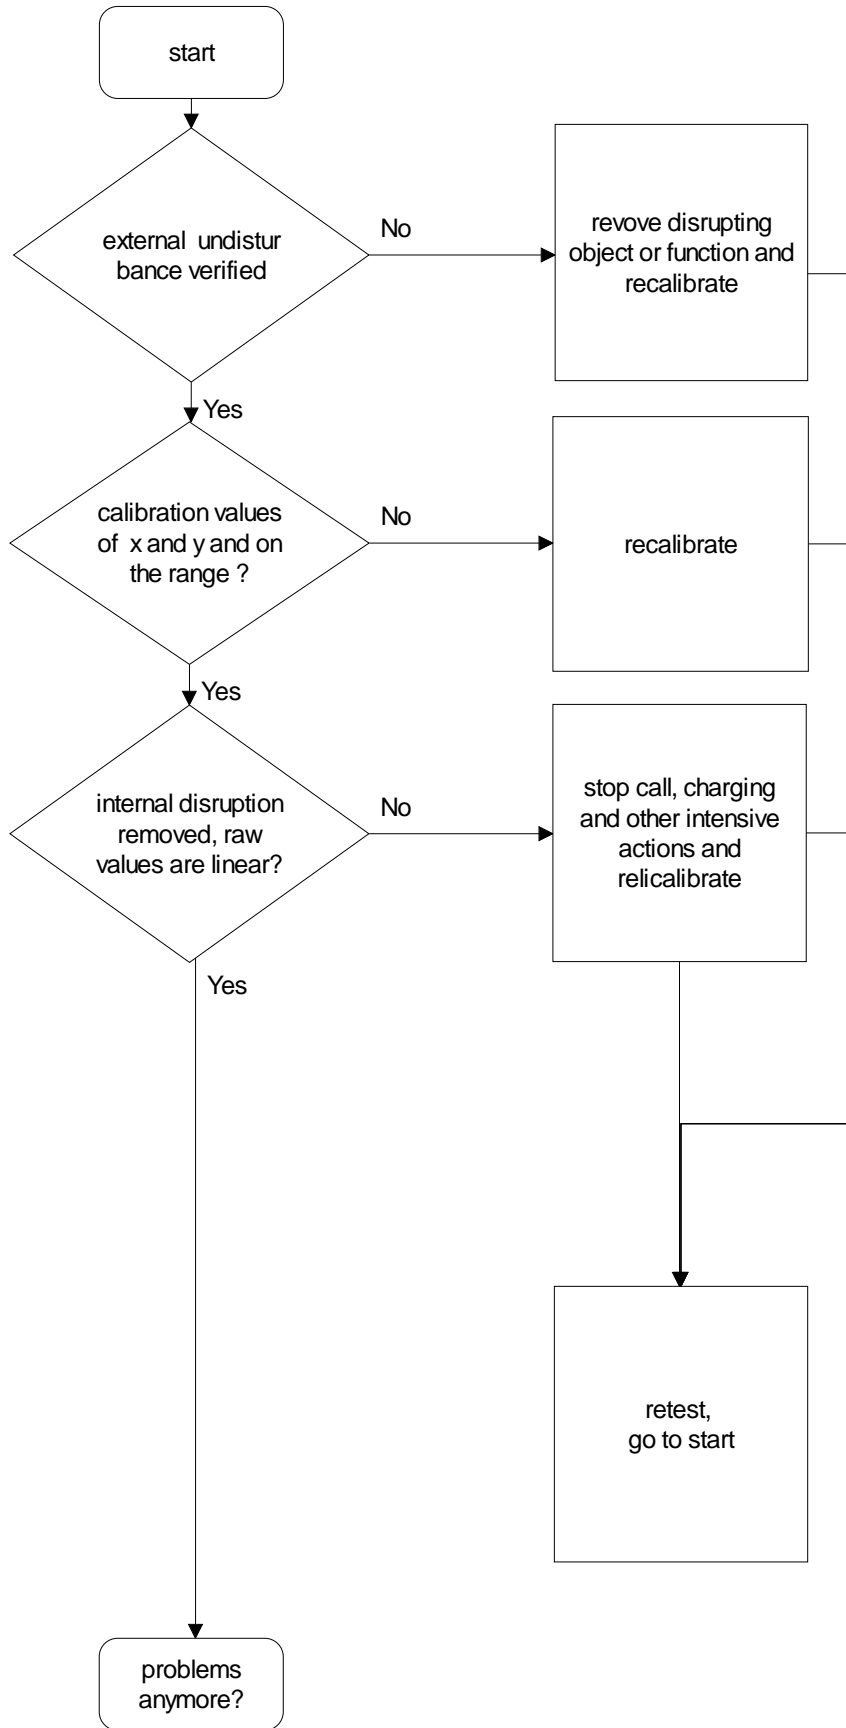 start
external undistur
bance verified
No
revove disrupting
object or function and
recalibrate
Yes
calibration values
of x and y and on
the range ?
No
recalibrate
Yes
internal disruption
removed, raw
values are linear?
No
stop call, charging
and other intensive
actions and
relicalibrate
Yes
retest,
go to start
problems
anymore?